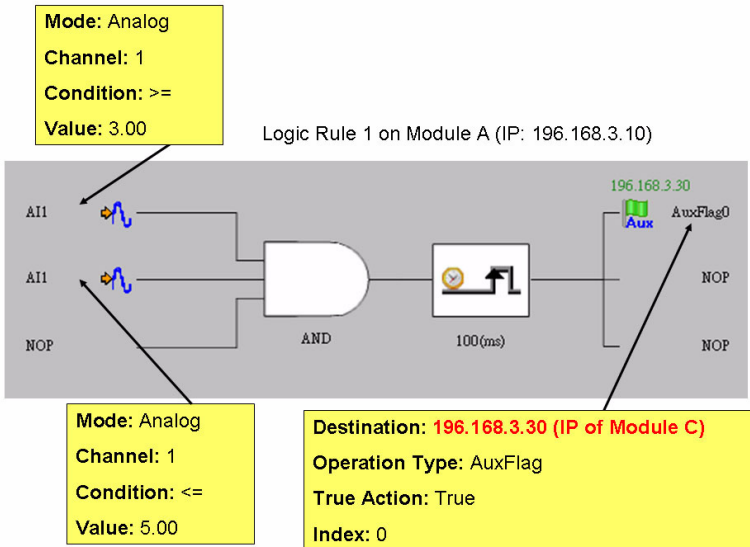 Mode: Analog
Channel: 1
Condition: >=
Value: 3.00
Logic Rule 1 on Module A (IP: 196.168.3.10)
196.168.3.30
AI1
Aux
AuxFlag0
AI1
NOP
NOP
AND
100(ms)
NOP
Mode: Analog
Channel: 1
Condition: <=
Value: 5.00
Destination: 196.168.3.30 (IP of Module C)
Operation Type: AuxFlag
True Action: True
Index: 0